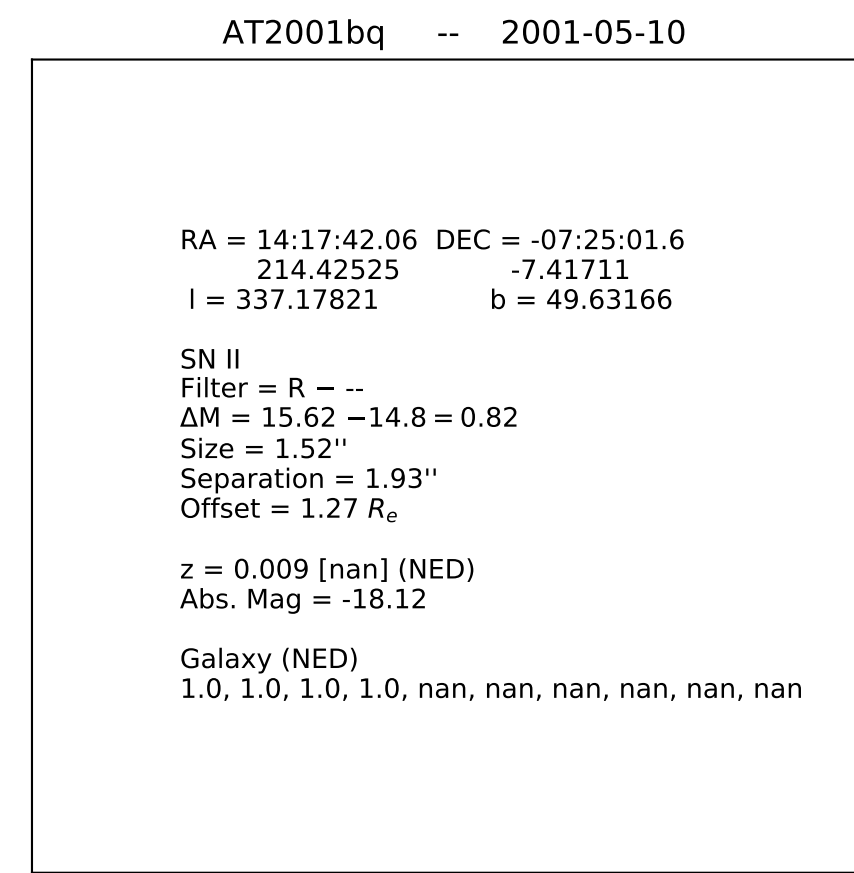 AT2001bq -- 2001-05-10
RA = 14:17:42.06 DEC = -07:25:01.6
214.42525 -7.41711
l = 337.17821 b = 49.63166
SN II
Filter = R − --
ΔM = 15.62 −14.8 = 0.82
Size = 1.52''
Separation = 1.93''
Offset = 1.27 Rₑ
z = 0.009 [nan] (NED)
Abs. Mag = -18.12
Galaxy (NED)
1.0, 1.0, 1.0, 1.0, nan, nan, nan, nan, nan, nan